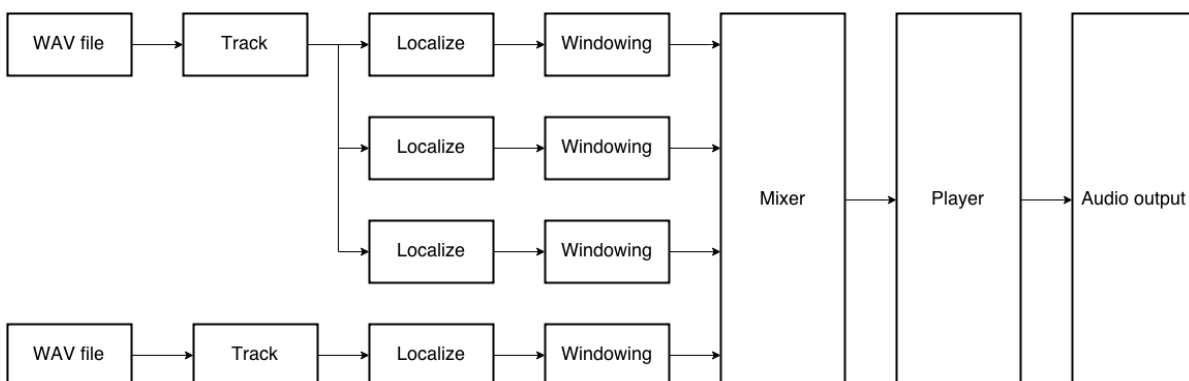 WAV file
Track
Localize
Windowing
Localize
Windowing
Localize
Windowing
WAV file
Track
Localize
Windowing
Mixer
Player
Audio output